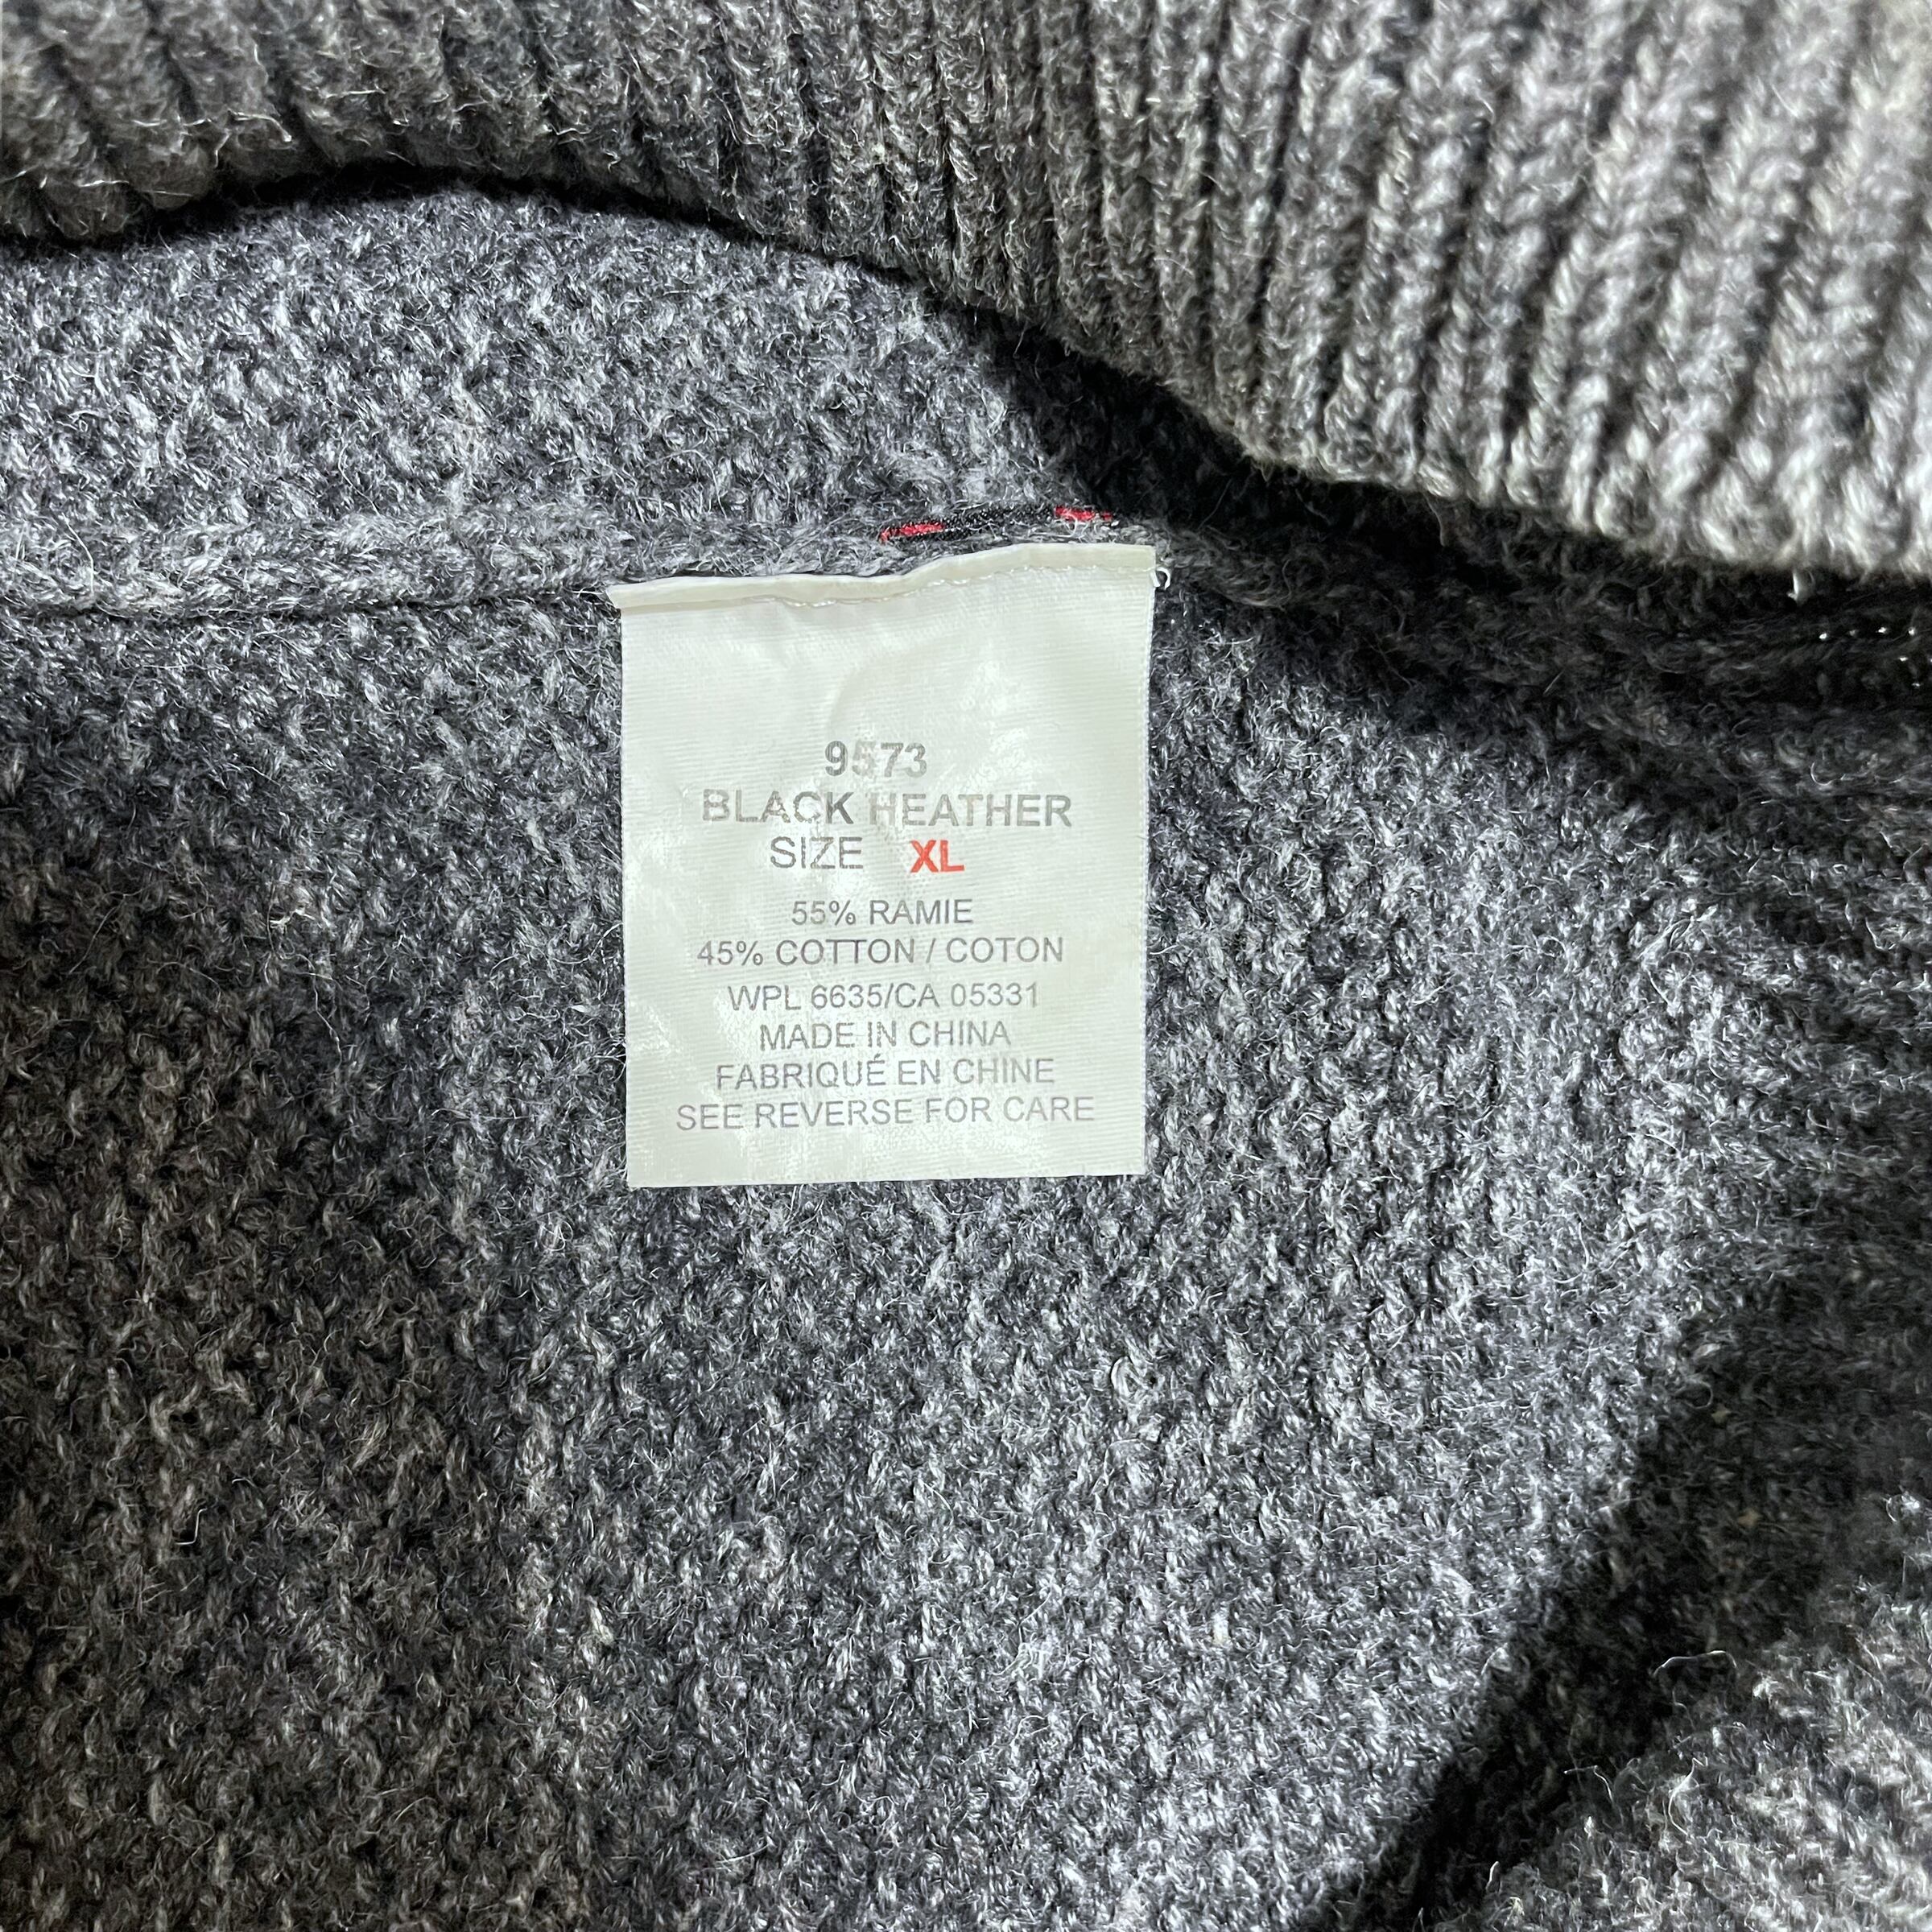 9573
BLACK HEATHER
SIZE XL
55% RAMIE
45% COTTON / COTON
WPL 6635/CA 05331
MADE IN CHINA
FABRIQUÉ EN CHINE
SEE REVERSE FOR CARE